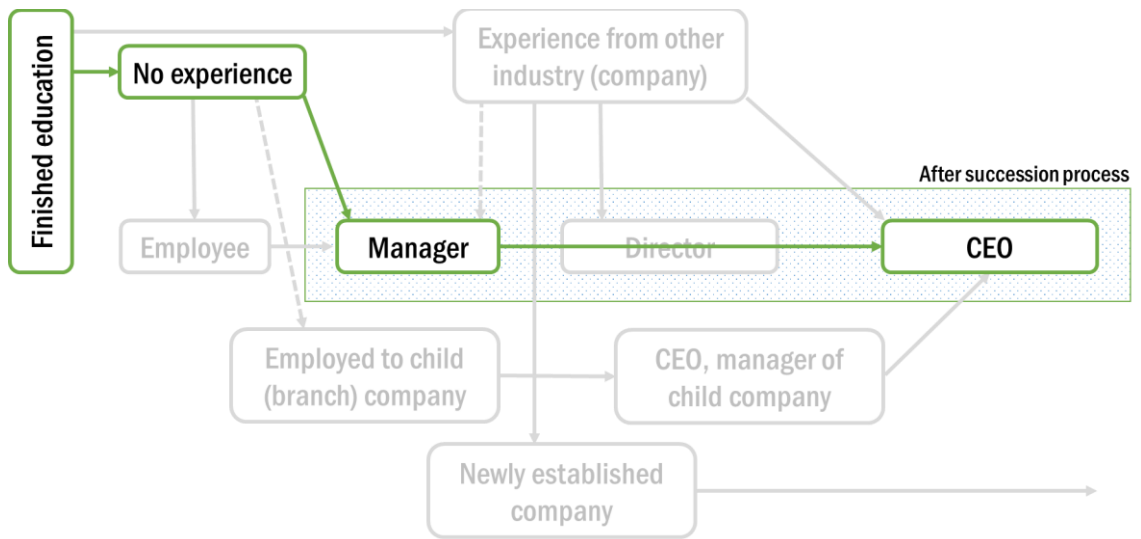 Finished education
No experience
Experience from other
industry (company)
After succession process
Employee
Manager
Director
CEO
Employed to child
(branch) company
CEO, manager of
child company
Newly established
company